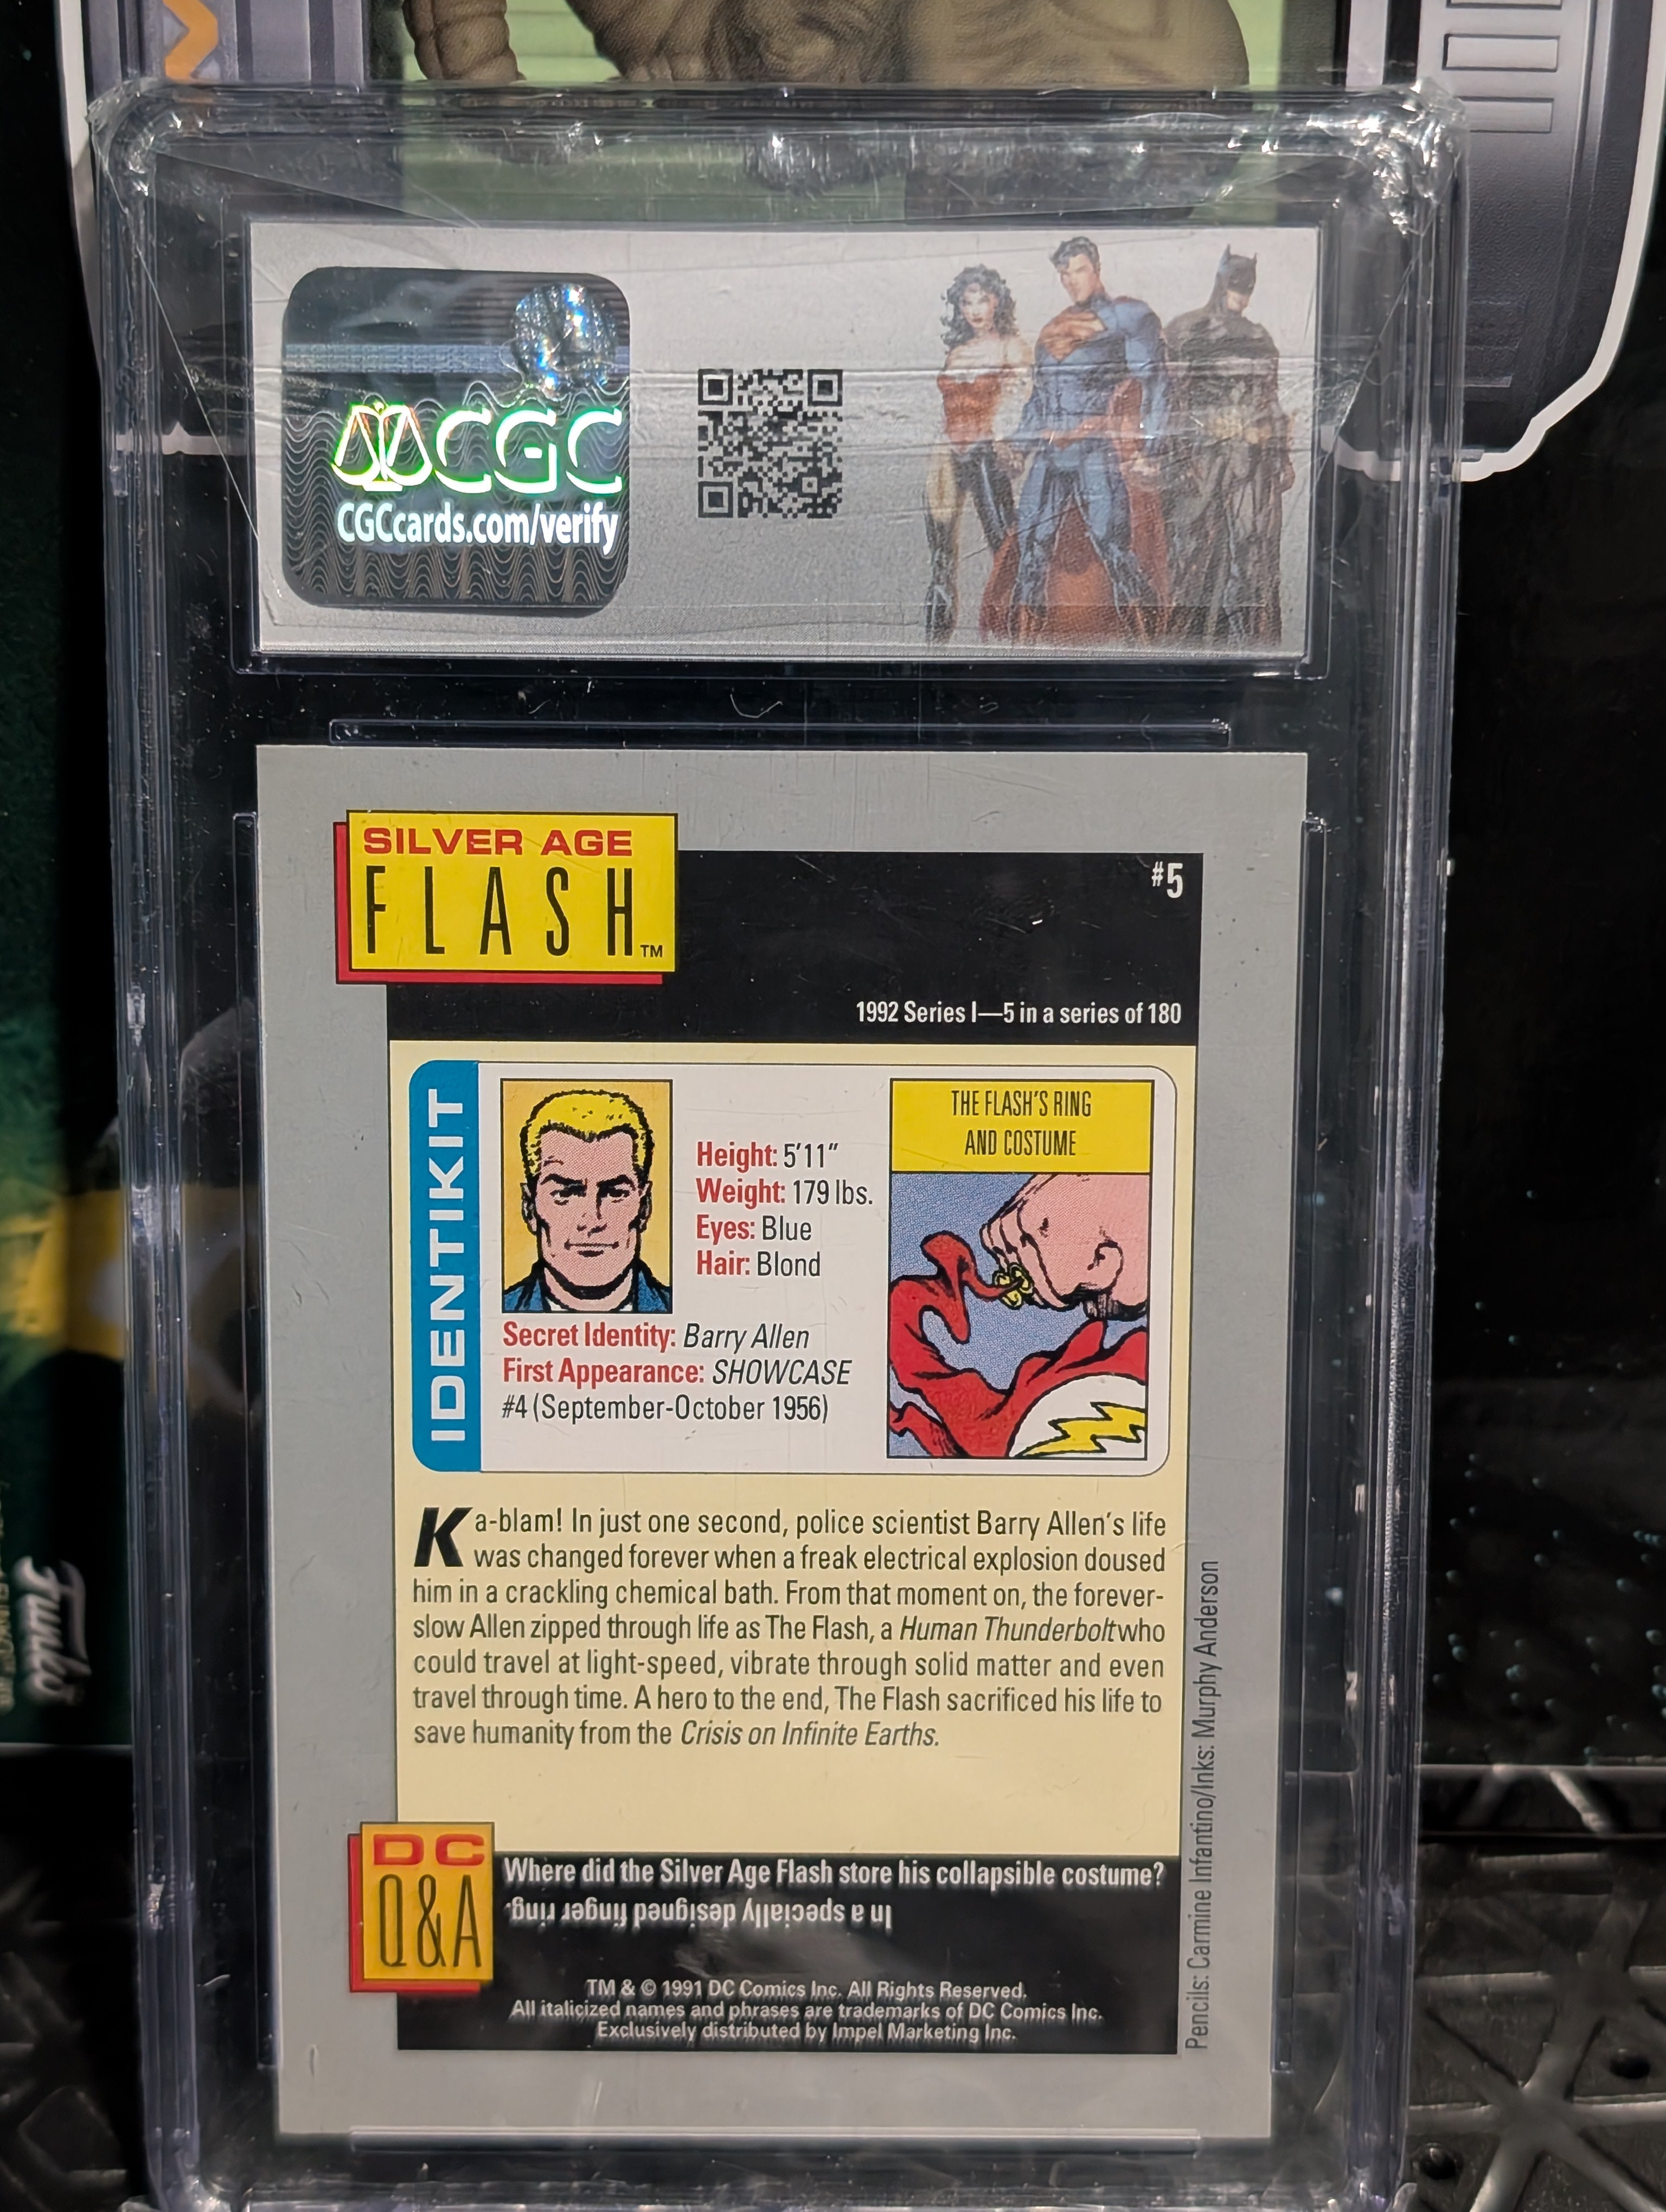 CGC
CGCcards.com/verify
SILVER AGE
FLASH™
#5
1992 Series I—5 in a series of 180
IDENTIKIT
Height: 5'11"
Weight: 179 lbs.
Eyes: Blue
Hair: Blond
Secret Identity: Barry Allen
First Appearance: SHOWCASE
#4 (September-October 1956)
THE FLASH'S RING
AND COSTUME
Ka-blam! In just one second, police scientist Barry Allen's life
was changed forever when a freak electrical explosion doused
him in a crackling chemical bath. From that moment on, the forever-
slow Allen zipped through life as The Flash, a Human Thunderbolt who
could travel at light-speed, vibrate through solid matter and even
travel through time. A hero to the end, The Flash sacrificed his life to
save humanity from the Crisis on Infinite Earths.
Pencils: Carmine Infantino/Inks: Murphy Anderson
DC
Q&A
Where did the Silver Age Flash store his collapsible costume?
In a specially designed finger ring.
TM & © 1991 DC Comics Inc. All Rights Reserved.
All italicized names and phrases are trademarks of DC Comics Inc.
Exclusively distributed by Impel Marketing Inc.
Funko